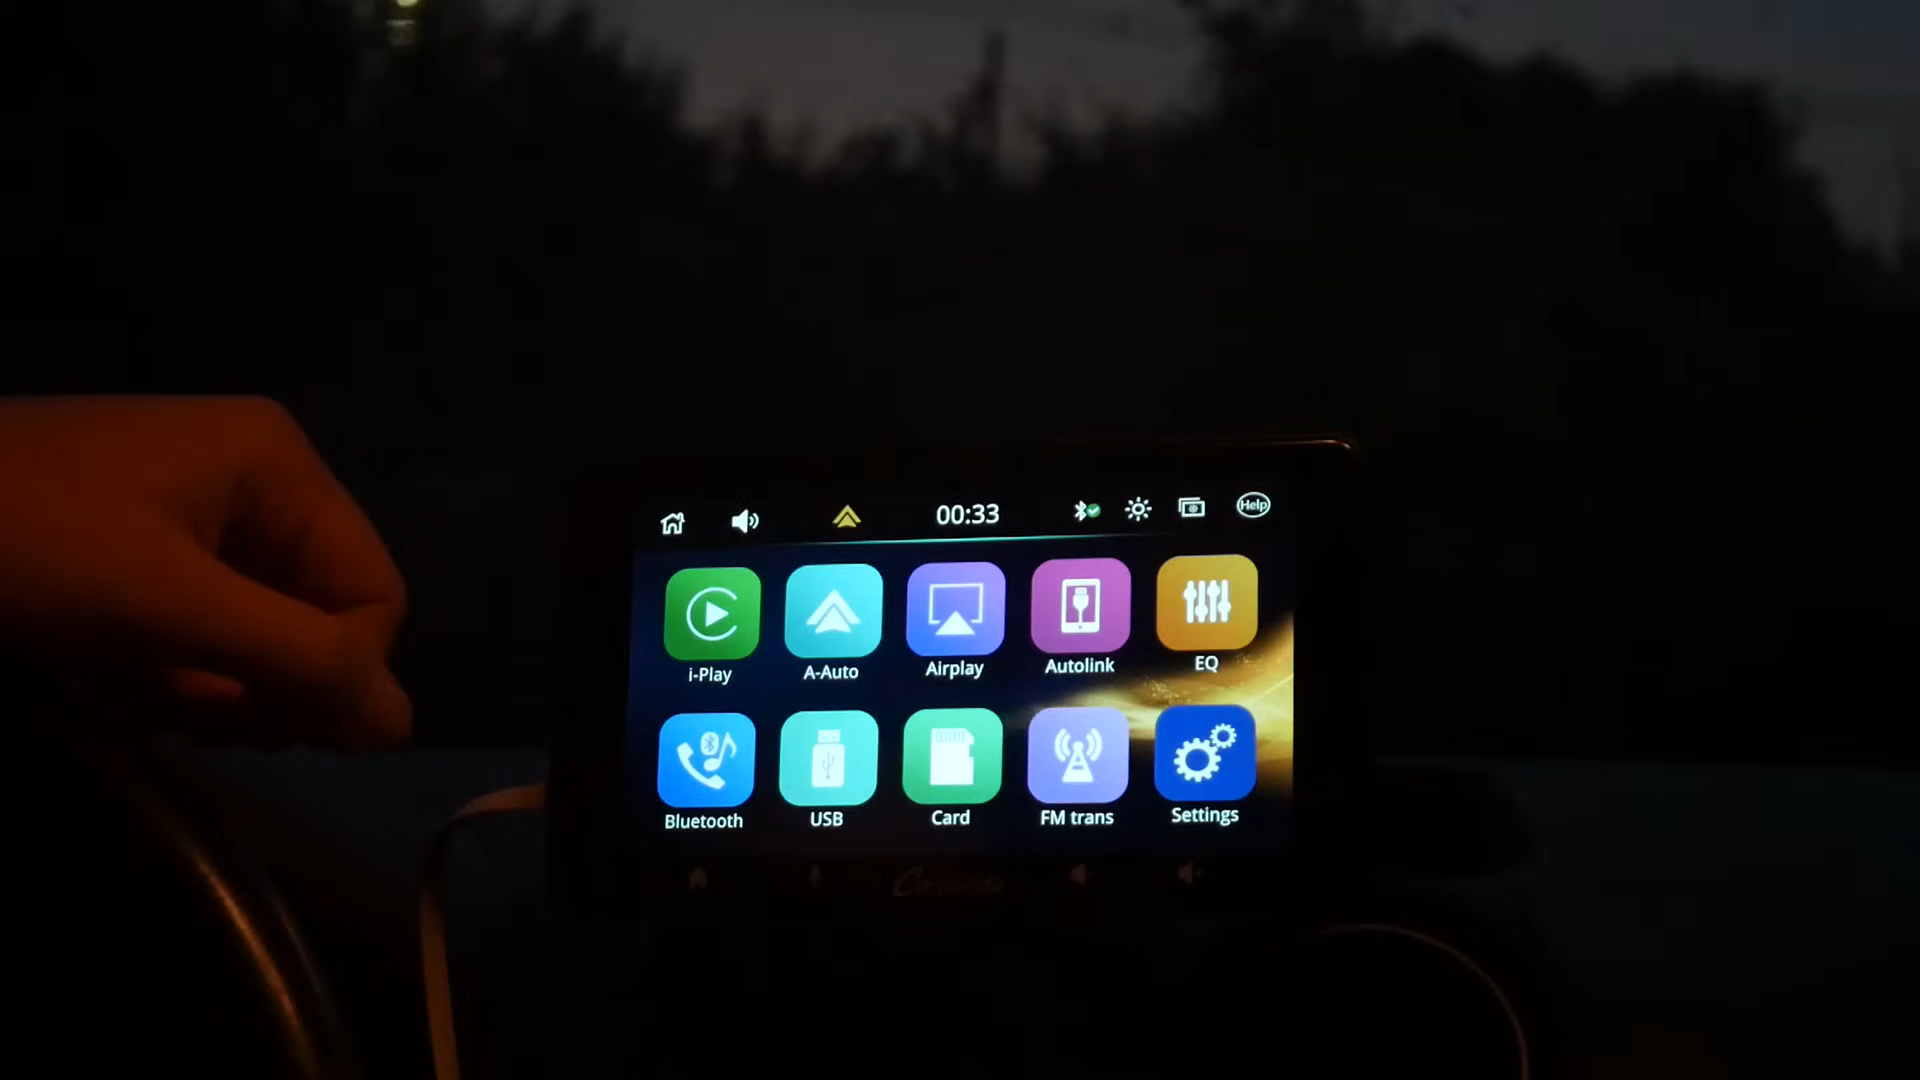 00:33 Help
i-Play A-Auto Airplay Autolink EQ
Bluetooth USB Card FM trans Settings